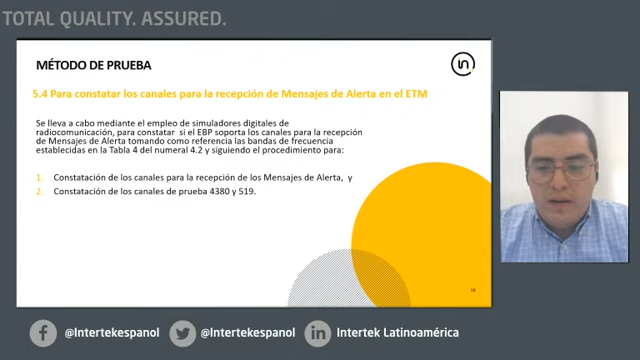 TOTAL QUALITY. ASSURED.
MÉTODO DE PRUEBA
in
5.4 Para constatar los canales para la recepción de Mensajes de Alerta en el ETM
Se lleva a cabo mediante el empleo de simuladores digitales de
radiocomunicación, para constatar si el EBP soporta los canales para la recepción
de Mensajes de Alerta tomando como referencia las bandas de frecuencia
establecidas en la Tabla 4 del numeral 4.2 y siguiendo el procedimiento para:
1. Constatación de los canales para la recepción de los Mensajes de Alerta, y
2. Constatación de los canales de prueba 4380 y 519.
18
@Intertekespanol
@Intertekespanol
in Intertek Latinoamérica